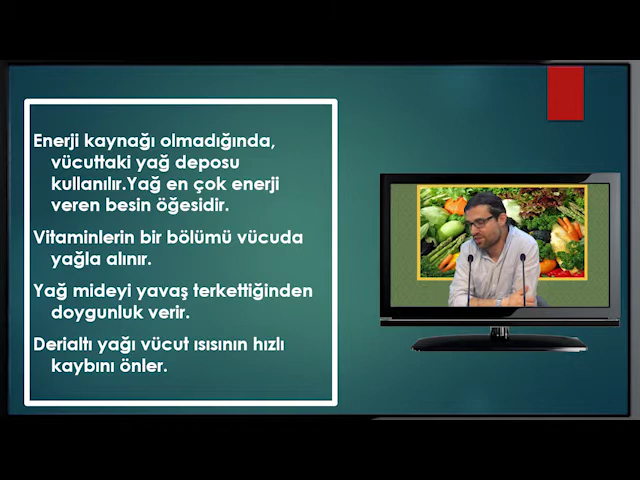 Enerji kaynağı olmadığında,
vücuttaki yağ deposu
kullanılır.Yağ en çok enerji
veren besin öğesidir.
Vitaminlerin bir bölümü vücuda
yağla alınır.
Yağ mideyi yavaş terkettiğinden
doygunluk verir.
Derialtı yağı vücut ısısının hızlı
kaybını önler.